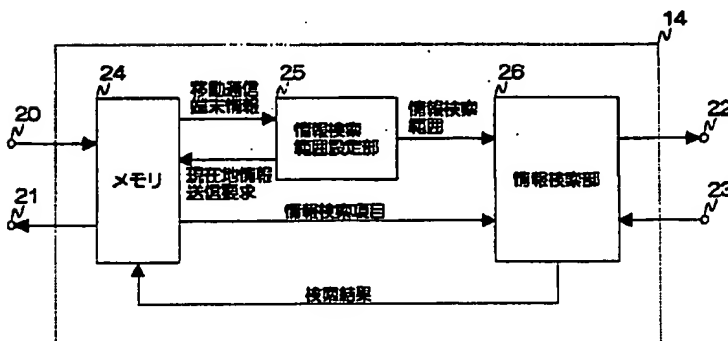 14
24
移動通信
端末情報
25
26
20
情報検索
範囲設定部
情報検索
範囲
22
メモリ
現在地情報
送信要求
情報検索部
21
情報検索項目
23
検索結果